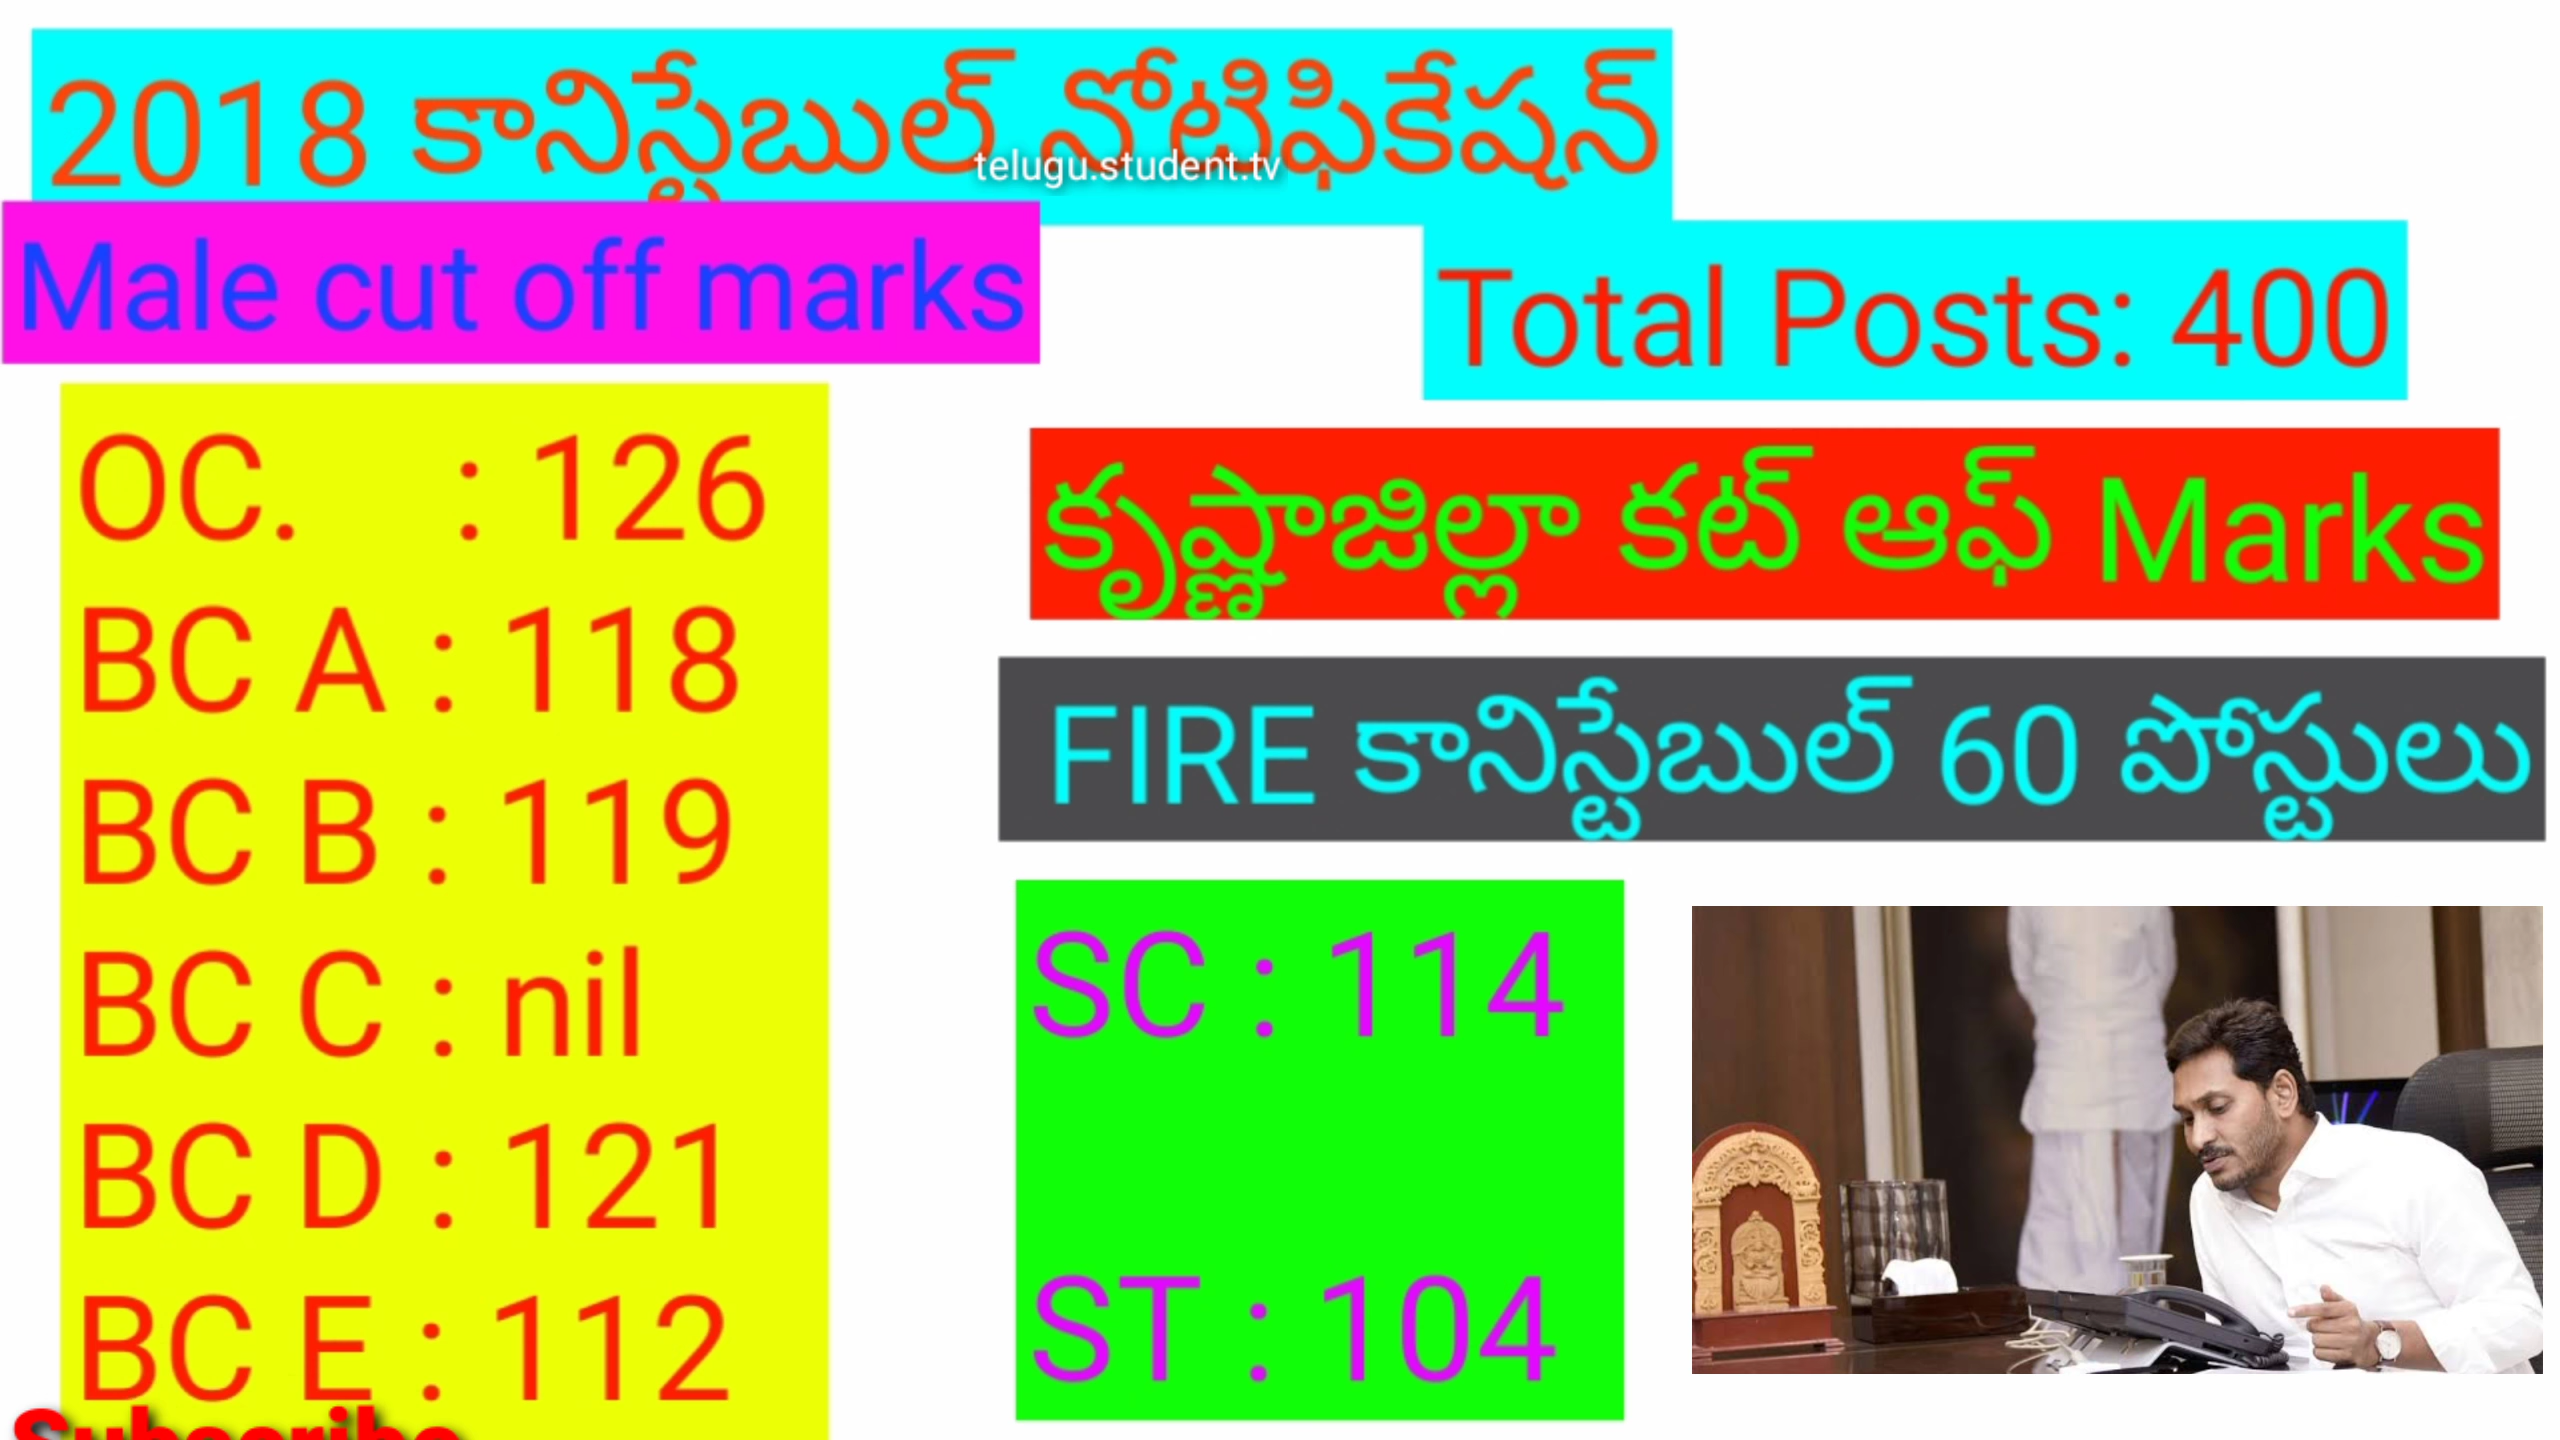 2018 కానిస్టేబుల్ నోటిఫికేషన్
telugu.student.tv
Male cut off marks
Total Posts: 400
OC. : 126
BC A : 118
BC B : 119
BC C : nil
BC D : 121
BC E : 112
కృష్ణాజిల్లా కట్ ఆఫ్ Marks
FIRE కానిస్టేబుల్ 60 పోస్టులు
SC : 114
ST : 104
Subscribe